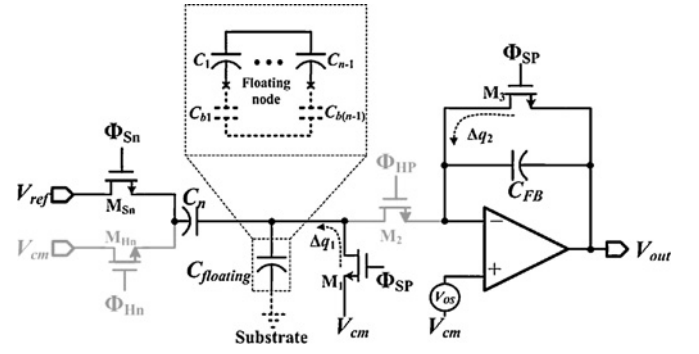 C1 Cn-1
Floating node
Cb1 Cb(n-1)
ΦSP
M3
Δq2
CFB
ΦSn
Vref
MSn
Cn
ΦHP
M2
Vcm
MHn
ΦHn
Cfloating
Δq1
M1
ΦSP
Vcm
Substrate
−
+
Vout
VOS
Vcm